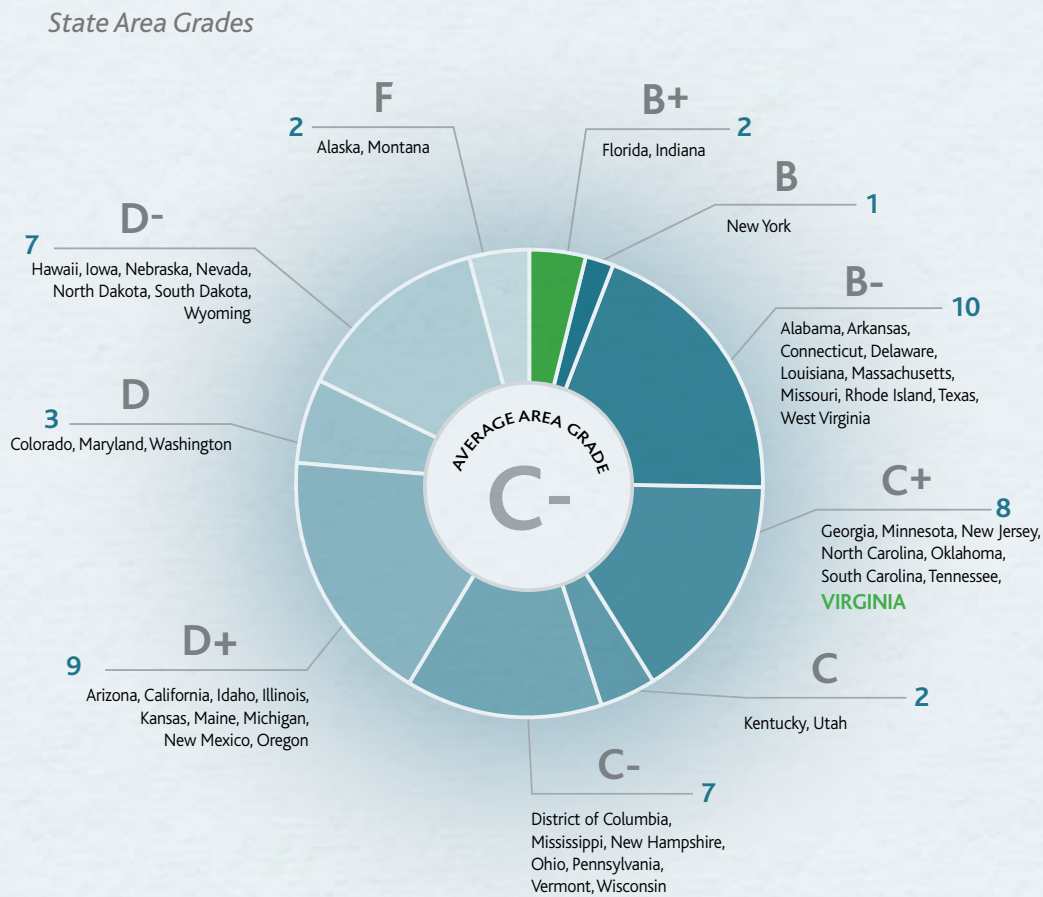 State Area Grades
F
2
Alaska, Montana
B+
2
Florida, Indiana
B
1
New York
B-
10
Alabama, Arkansas,
Connecticut, Delaware,
Louisiana, Massachusetts,
Missouri, Rhode Island, Texas,
West Virginia
C+
8
Georgia, Minnesota, New Jersey,
North Carolina, Oklahoma,
South Carolina, Tennessee,
VIRGINIA
C
2
Kentucky, Utah
C-
7
District of Columbia,
Mississippi, New Hampshire,
Ohio, Pennsylvania,
Vermont, Wisconsin
D+
9
Arizona, California, Idaho, Illinois,
Kansas, Maine, Michigan,
New Mexico, Oregon
D
3
Colorado, Maryland, Washington
D-
7
Hawaii, Iowa, Nebraska, Nevada,
North Dakota, South Dakota,
Wyoming
AVERAGE AREA GRADE
C-